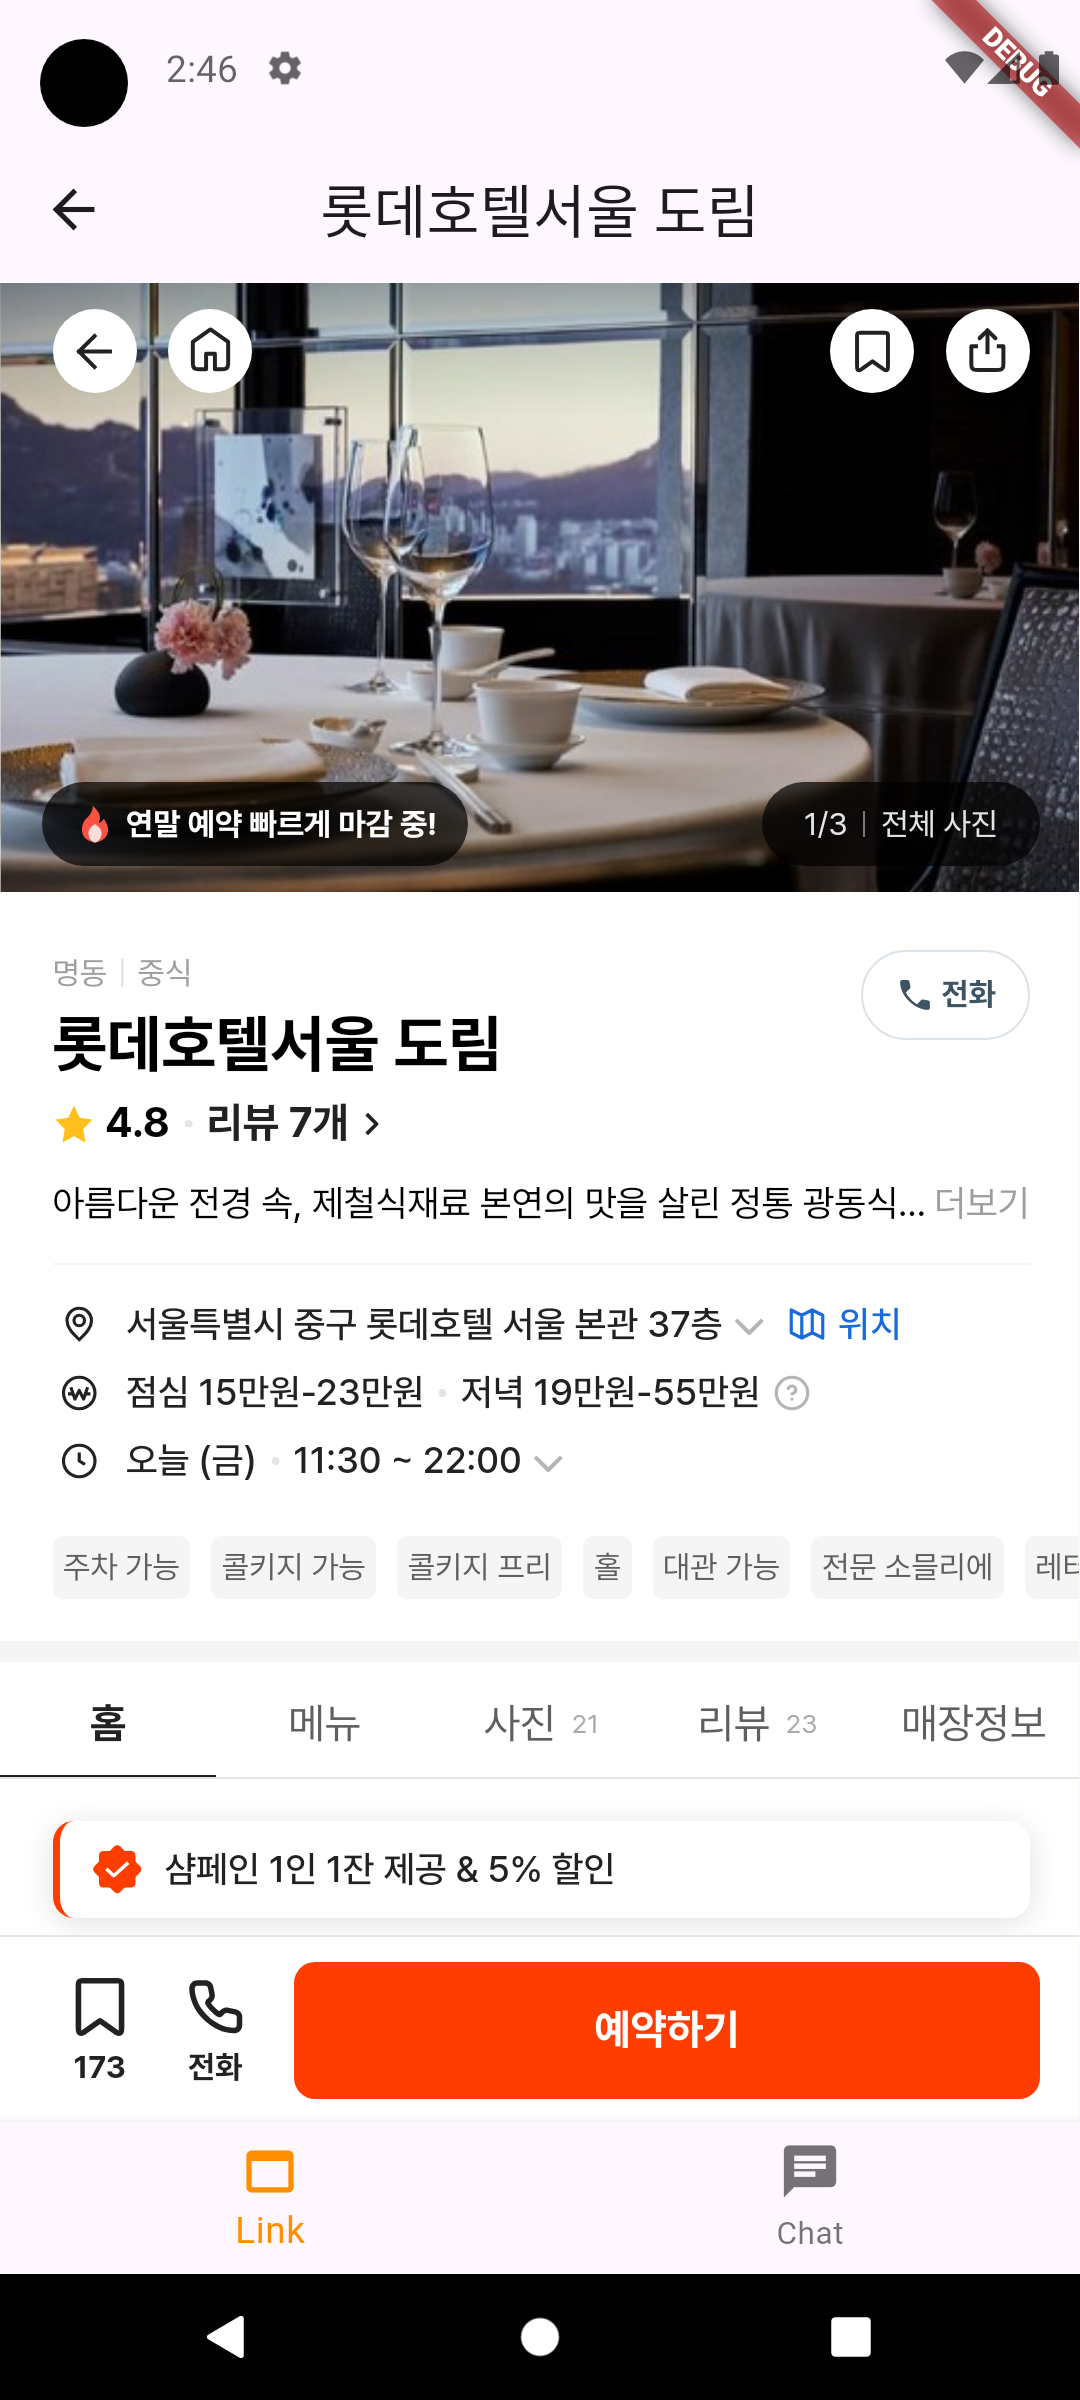 2:46
DEBUG
롯데호텔서울 도림
연말 예약 빠르게 마감 중!
1/3 | 전체 사진
명동 | 중식
전화
롯데호텔서울 도림
4.8 • 리뷰 7개
아름다운 전경 속, 제철식재료 본연의 맛을 살린 정통 광동식... 더보기
서울특별시 중구 롯데호텔 서울 본관 37층 위치
점심 15만원-23만원 • 저녁 19만원-55만원 ?
오늘 (금) • 11:30 ~ 22:00
주차 가능 콜키지 가능 콜키지 프리 홀 대관 가능 전문 소믈리에
홈 메뉴 사진 21 리뷰 23 매장정보
샴페인 1인 1잔 제공 & 5% 할인
173 전화 예약하기
Link Chat